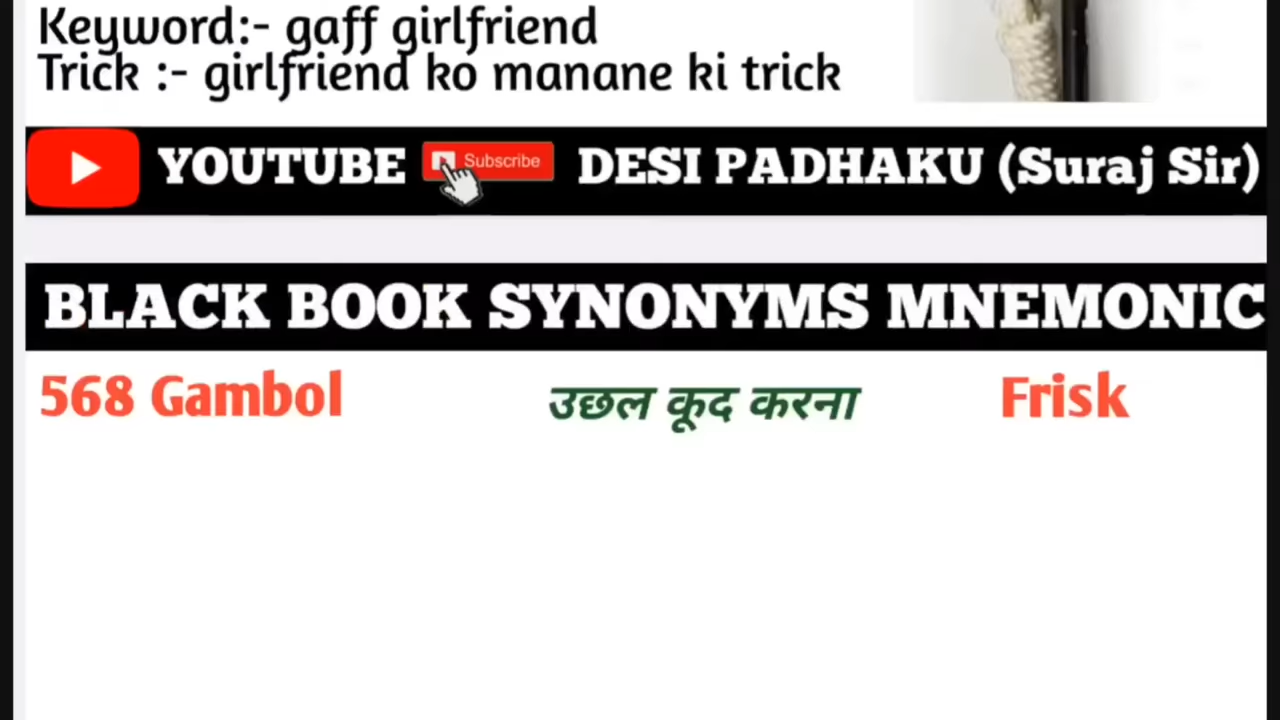 Keyword:- gaff girlfriend
Trick :- girlfriend ko manane ki trick
YOUTUBE Subscribe DESI PADHAKU (Suraj Sir)
BLACK BOOK SYNONYMS MNEMONIC
568 Gambol उछल कूद करना Frisk